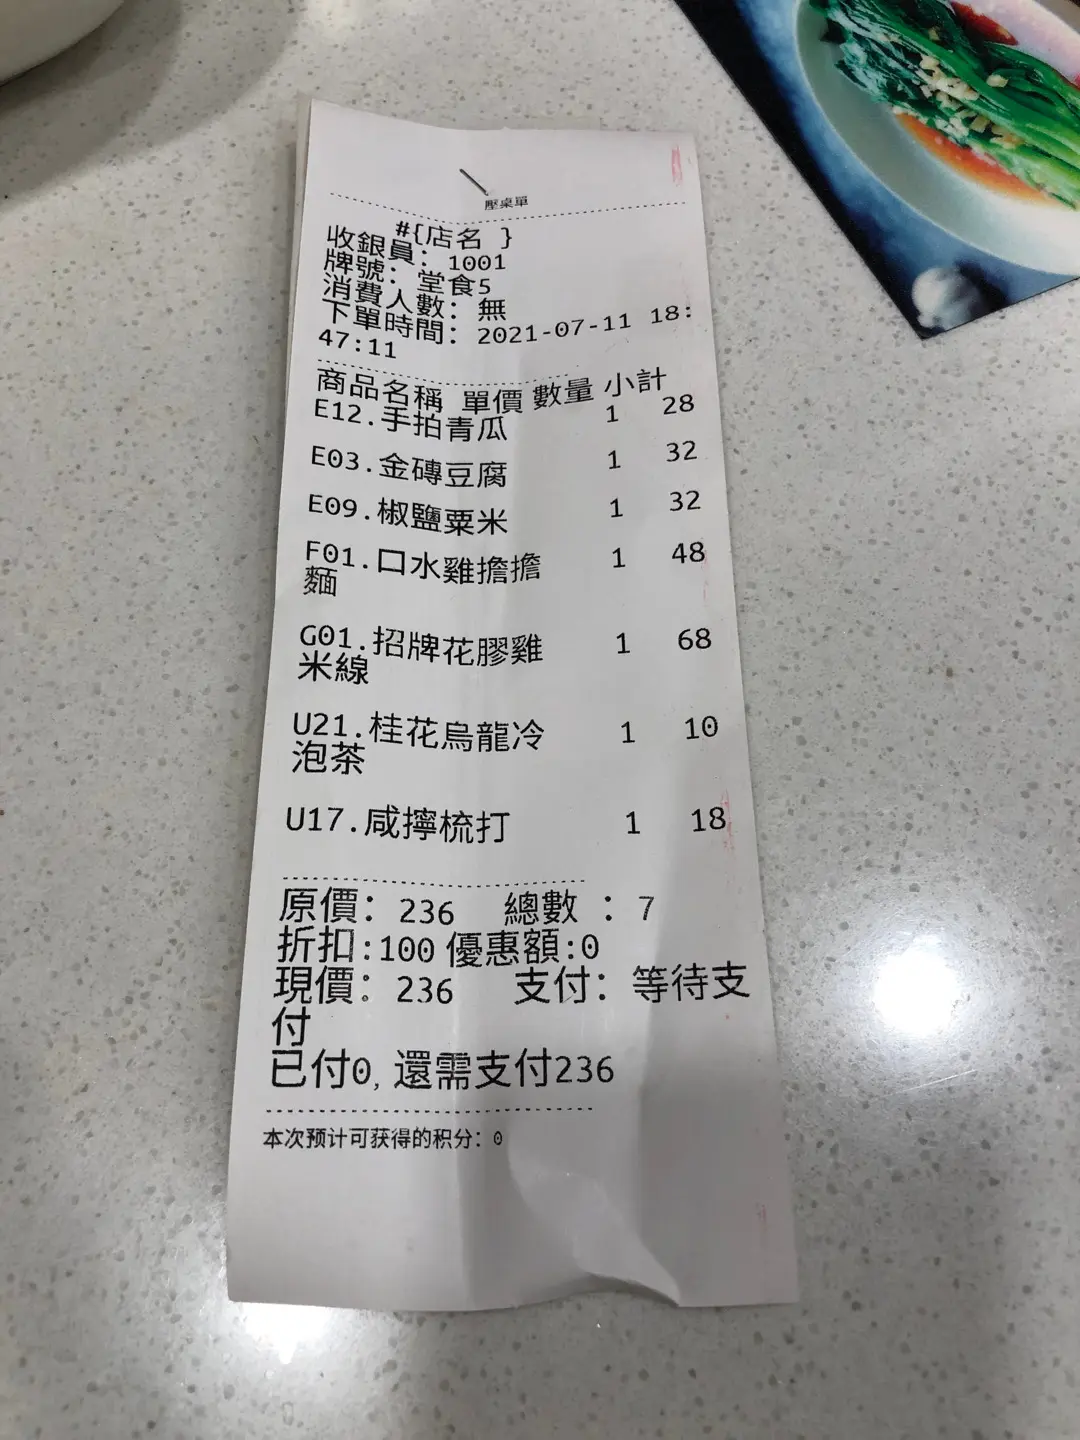 壓桌單
#{店名 }
收銀員: 1001
牌號: 堂食5
消費人數: 無
下單時間: 2021-07-11 18:
47:11
商品名稱 單價 數量 小計
E12.手拍青瓜 1 28
E03.金磚豆腐 1 32
E09.椒鹽粟米 1 32
F01.口水雞擔擔 1 48
麵
G01.招牌花膠雞 1 68
米線
U21.桂花烏龍冷 1 10
泡茶
U17.咸擰梳打 1 18
原價: 236 總數 : 7
折扣:100 優惠額:0
現價: 236 支付: 等待支
付
已付0, 還需支付236
本次预计可获得的积分: 0